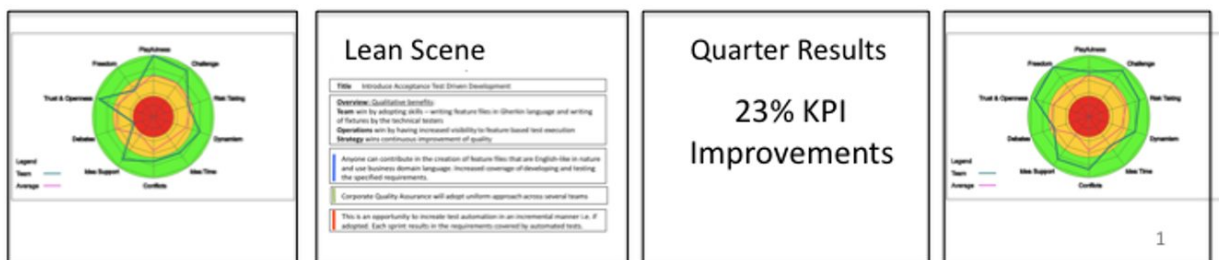 Playfulness
Freedom
Challenge
Trust & Openness
Risk Taking
Debates
Dynamism
Idea Support
Idea Time
Conflicts
Legend
Team
Average
Lean Scene
Title Introduce Acceptance Test Driven Development
Overview: Qualitative benefits:
Team win by adopting skills – writing feature files in Gherkin language and writing
of fixtures by the technical testers
Operations win by having increased visibility to feature based test execution
Strategy wins continuous improvement of quality
Anyone can contribute in the creation of feature files that are English-like in nature
and use business domain language. Increased coverage of developing and testing
the specified requirements.
Corporate Quality Assurance will adopt uniform approach across several teams
This is an opportunity to increate test automation in an incremental manner i.e. if
adopted. Each sprint results in the requirements covered by automated tests.
Quarter Results
23% KPI
Improvements
Playfulness
Freedom
Challenge
Trust & Openness
Risk Taking
Debates
Dynamism
Idea Support
Idea Time
Conflicts
Legend
Team
Average
1